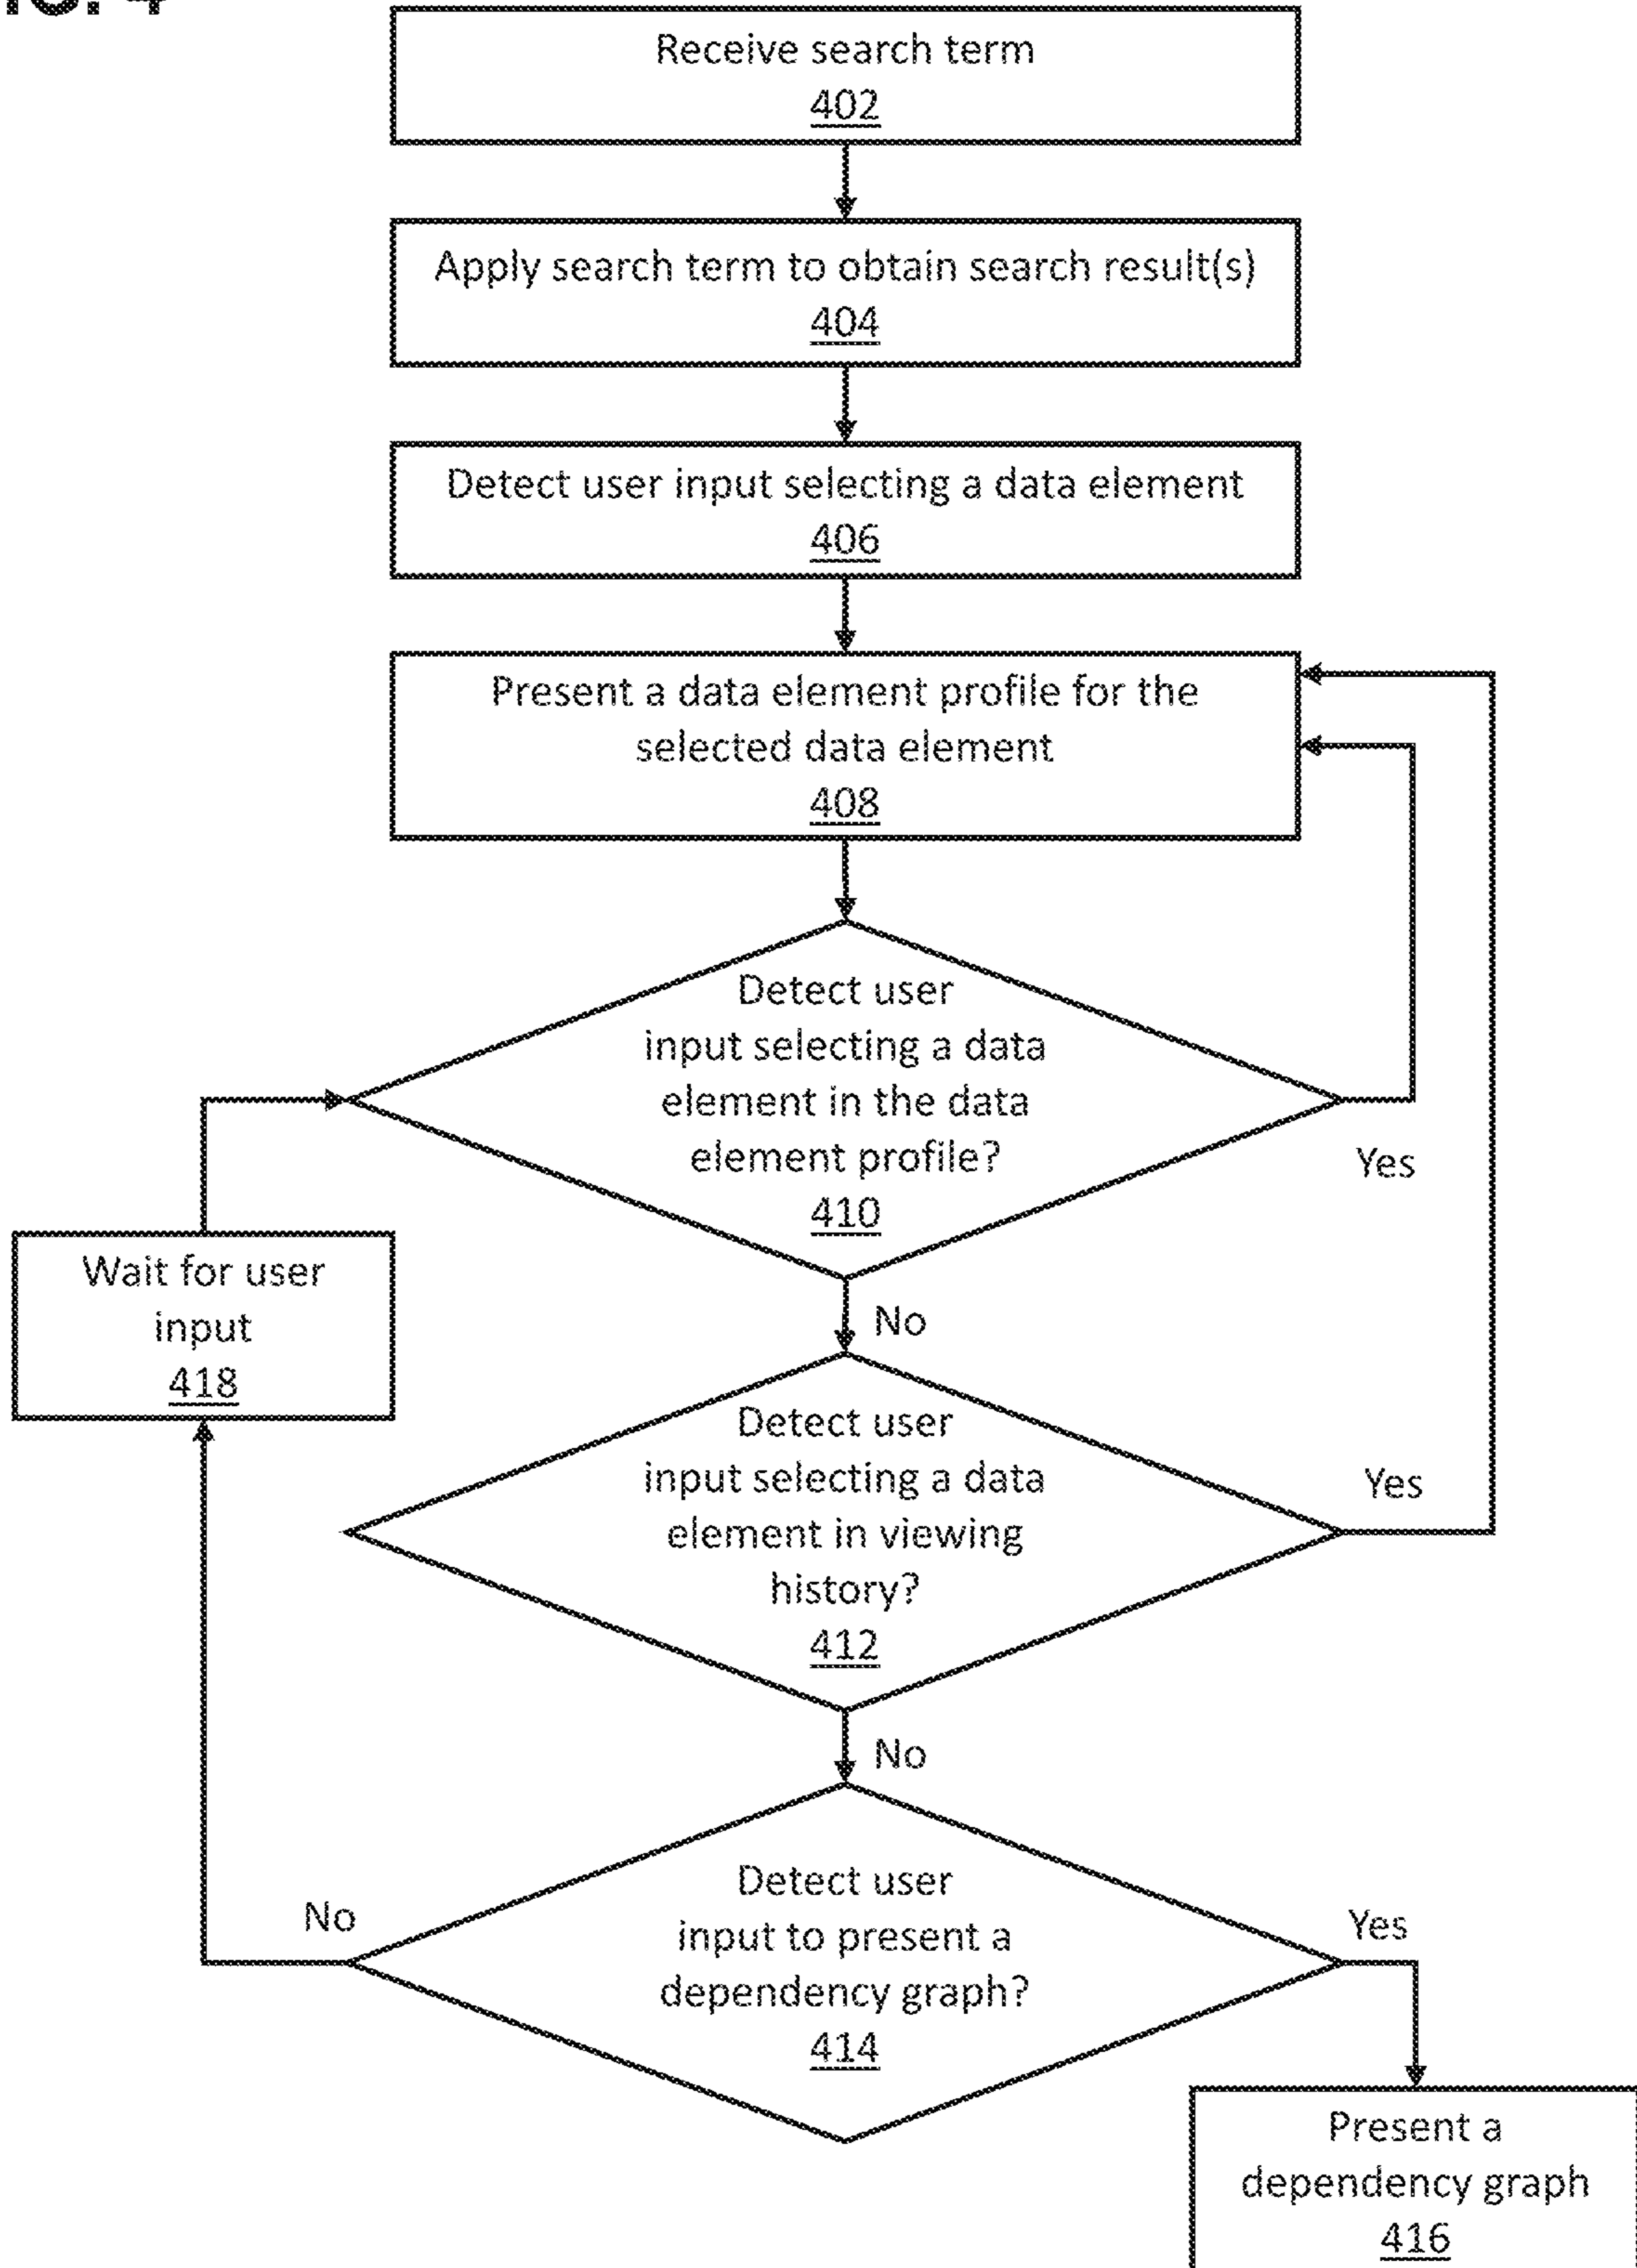 FIG. 4
Receive search term
402
Apply search term to obtain search result(s)
404
Detect user input selecting a data element
406
Present a data element profile for the
selected data element
408
Detect user
input selecting a data
element in the data
element profile?
410
Yes
No
Wait for user
input
418
Detect user
input selecting a data
element in viewing
history?
412
Yes
No
Detect user
input to present a
dependency graph?
414
No
Yes
Present a
dependency graph
416